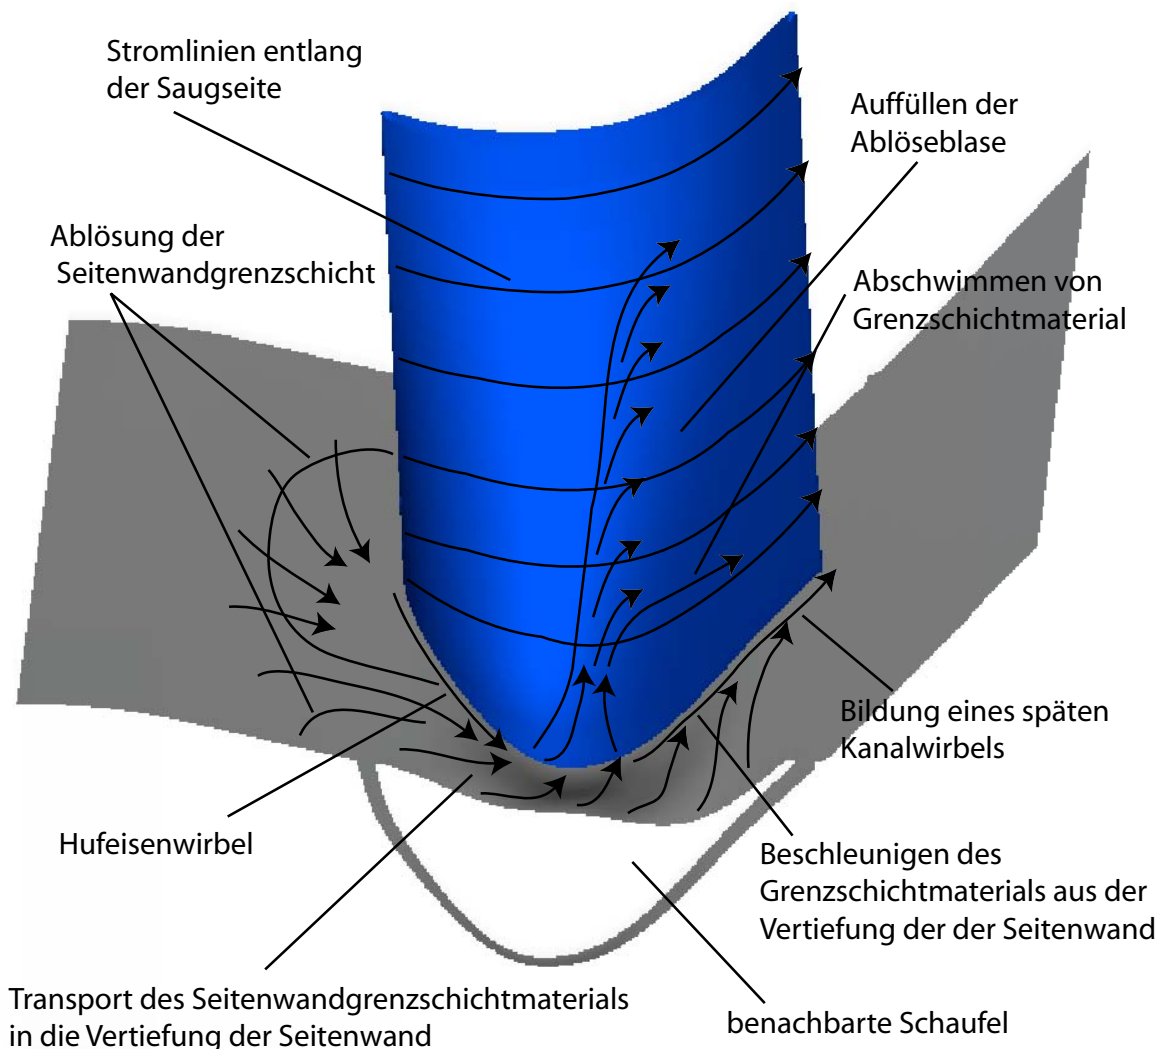 Stromlinien entlang
der Saugseite
Auffüllen der
Ablöseblase
Ablösung der
Seitenwandgrenzschicht
Abschwimmen von
Grenzschichtmaterial
Bildung eines späten
Kanalwirbels
Hufeisenwirbel
Beschleunigen des
Grenzschichtmaterials aus der
Vertiefung der der Seitenwand
Transport des Seitenwandgrenzschichtmaterials
in die Vertiefung der Seitenwand
benachbarte Schaufel